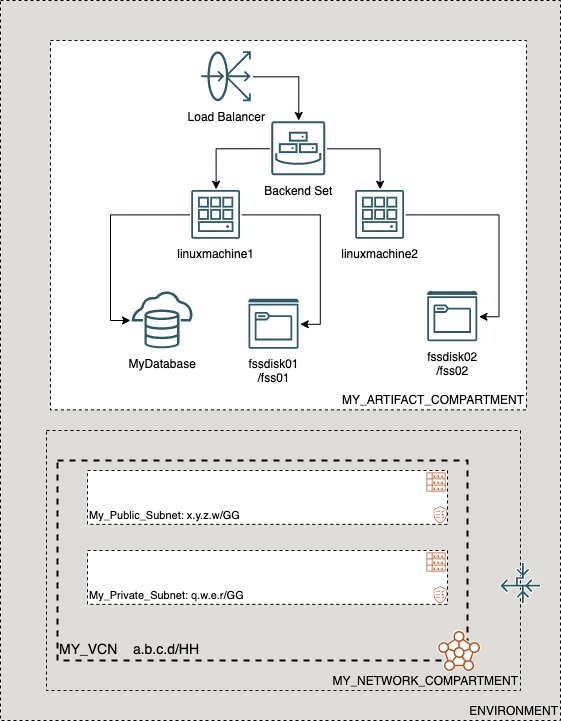 Load Balancer
Backend Set
linuxmachine1
linuxmachine2
MyDatabase
fssdisk01
/fss01
fssdisk02
/fss02
MY_ARTIFACT_COMPARTMENT
My_Public_Subnet: x.y.z.w/GG
My_Private_Subnet: q.w.e.r/GG
MY_VCN a.b.c.d/HH
MY_NETWORK_COMPARTMENT
ENVIRONMENT